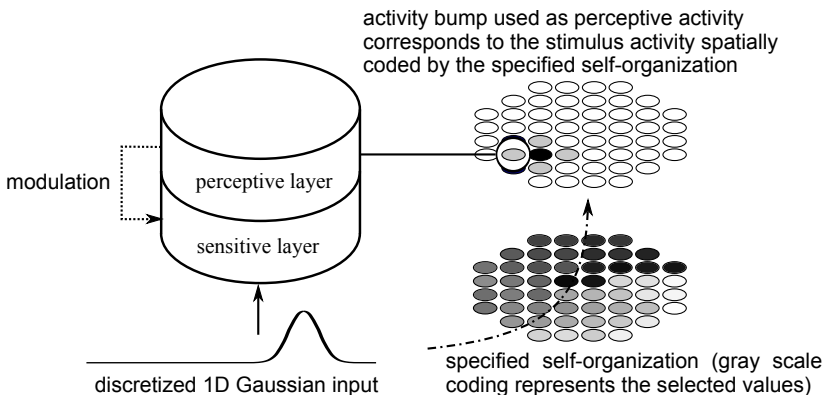 activity bump used as perceptive activity
corresponds to the stimulus activity spatially
coded by the specified self-organization
modulation
perceptive layer
sensitive layer
discretized 1D Gaussian input
specified self-organization (gray scale
coding represents the selected values)